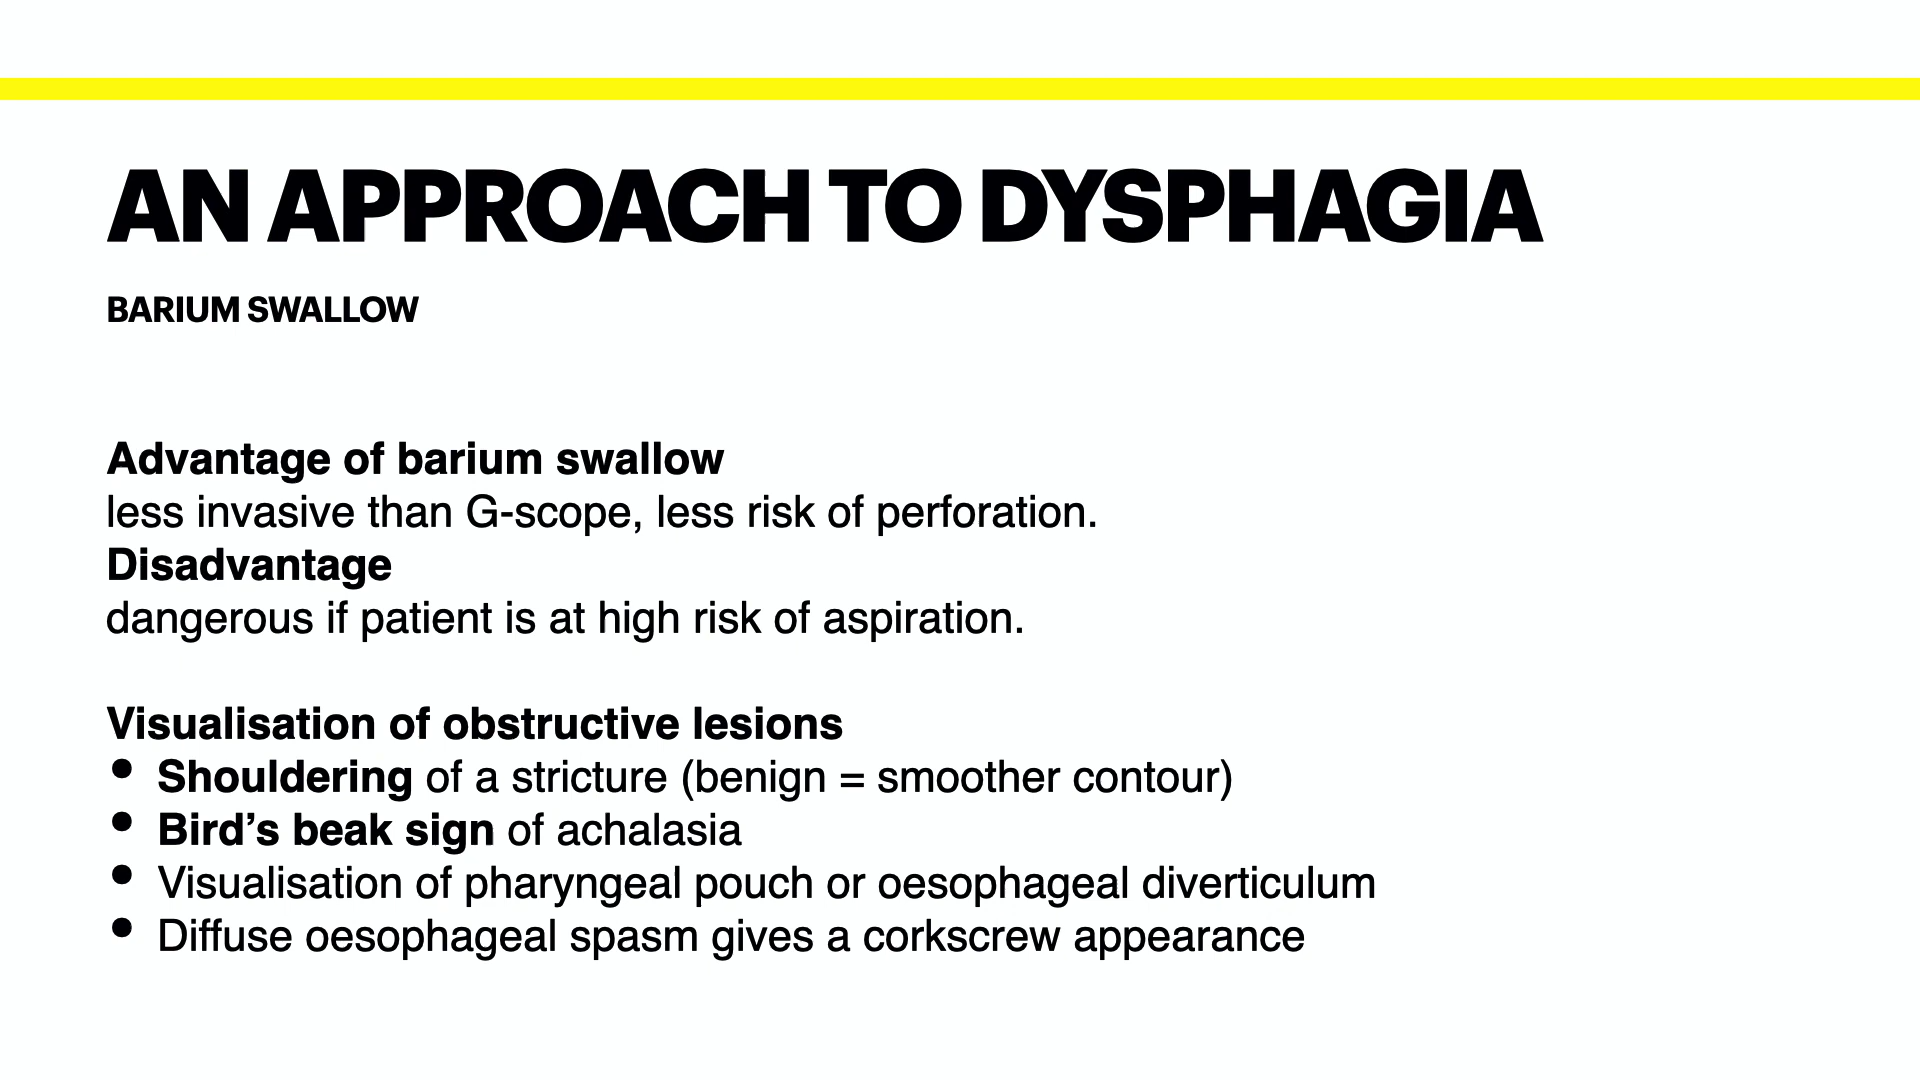 AN APPROACH TO DYSPHAGIA
BARIUM SWALLOW
Advantage of barium swallow
less invasive than G-scope, less risk of perforation.
Disadvantage
dangerous if patient is at high risk of aspiration.
Visualisation of obstructive lesions
• Shouldering of a stricture (benign = smoother contour)
• Bird’s beak sign of achalasia
• Visualisation of pharyngeal pouch or oesophageal diverticulum
• Diffuse oesophageal spasm gives a corkscrew appearance